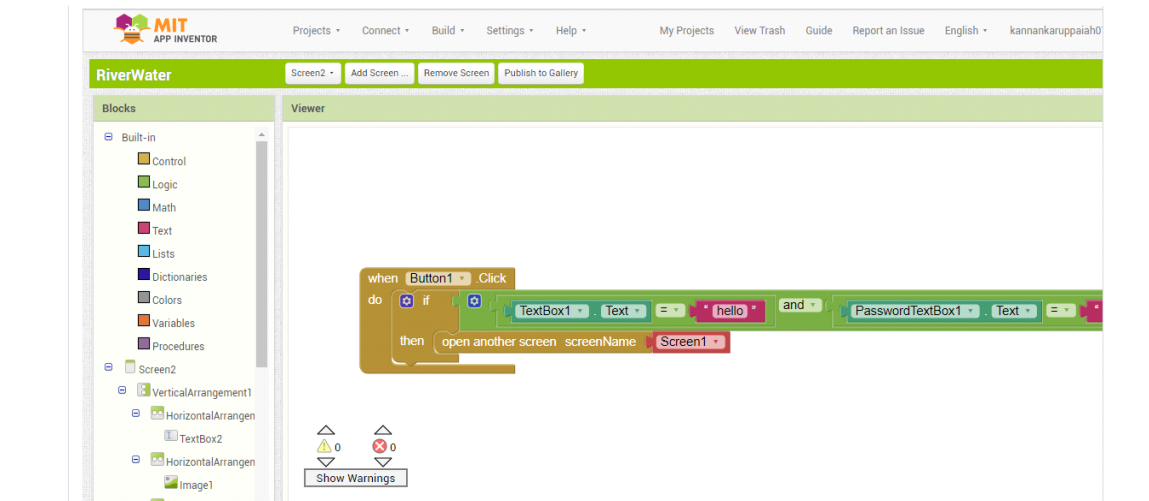 MIT
APP INVENTOR
Projects Connect Build Settings Help My Projects View Trash Guide Report an Issue English kannankaruppaiah0
RiverWater
Screen2 Add Screen ... Remove Screen Publish to Gallery
Blocks
Viewer
Built-in
Control
Logic
Math
Text
Lists
Dictionaries
Colors
Variables
Procedures
Screen2
VerticalArrangement1
HorizontalArrangen
TextBox2
HorizontalArrangen
Image1
when Button1 .Click
do if TextBox1 . Text = " hello " and PasswordTextBox1 . Text = "
then open another screen screenName Screen1
0 0
Show Warnings